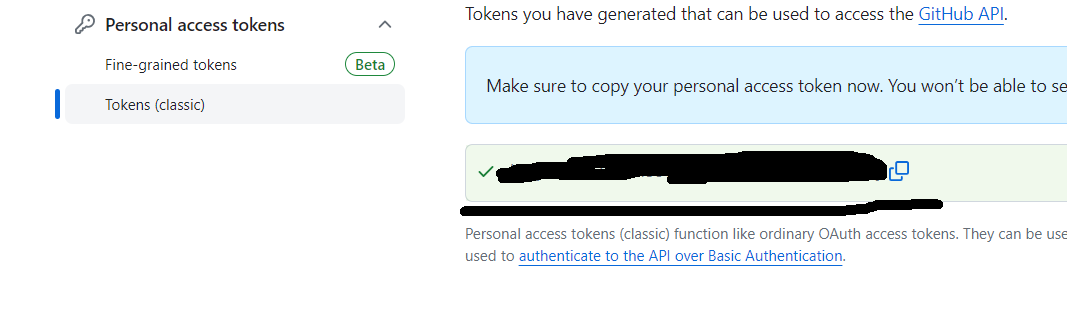 Personal access tokens
Fine-grained tokens
Beta
Tokens (classic)
Tokens you have generated that can be used to access the GitHub API.
Make sure to copy your personal access token now. You won't be able to se
Personal access tokens (classic) function like ordinary OAuth access tokens. They can be use
used to authenticate to the API over Basic Authentication.